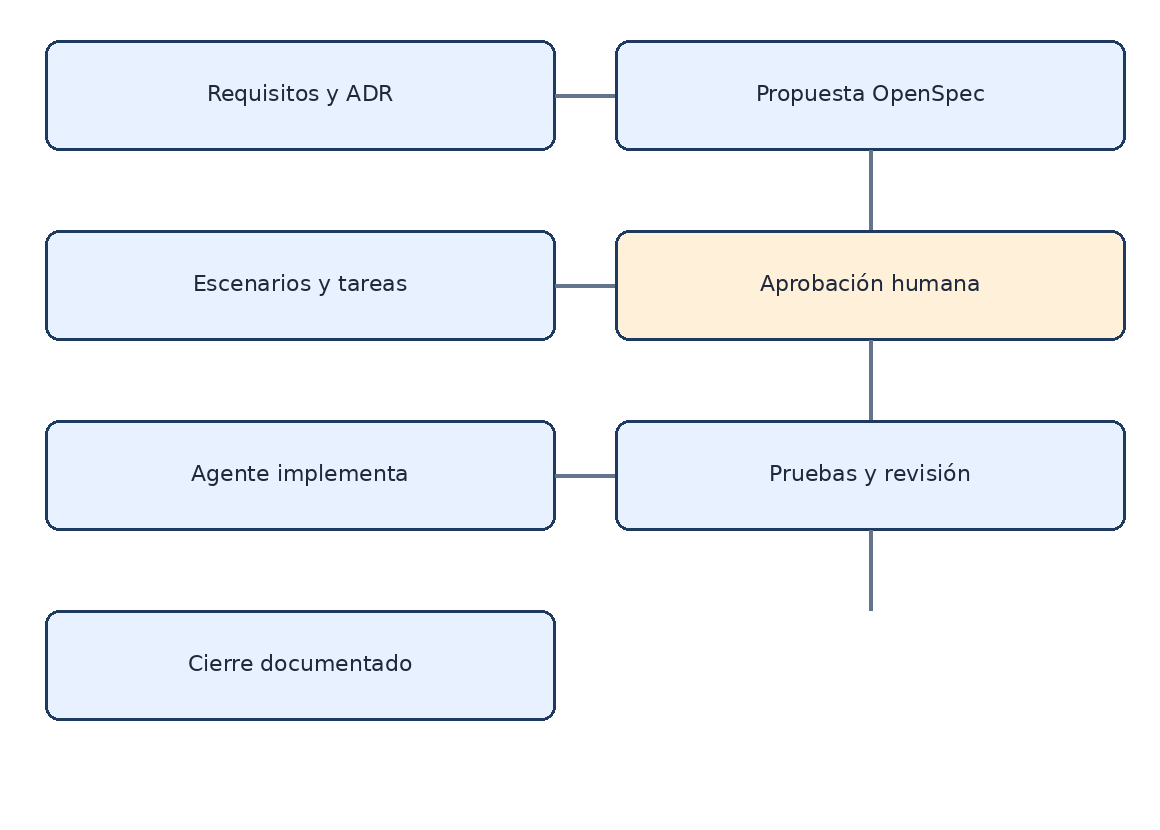 Requisitos y ADR
Propuesta OpenSpec
Escenarios y tareas
Aprobación humana
Agente implementa
Pruebas y revisión
Cierre documentado